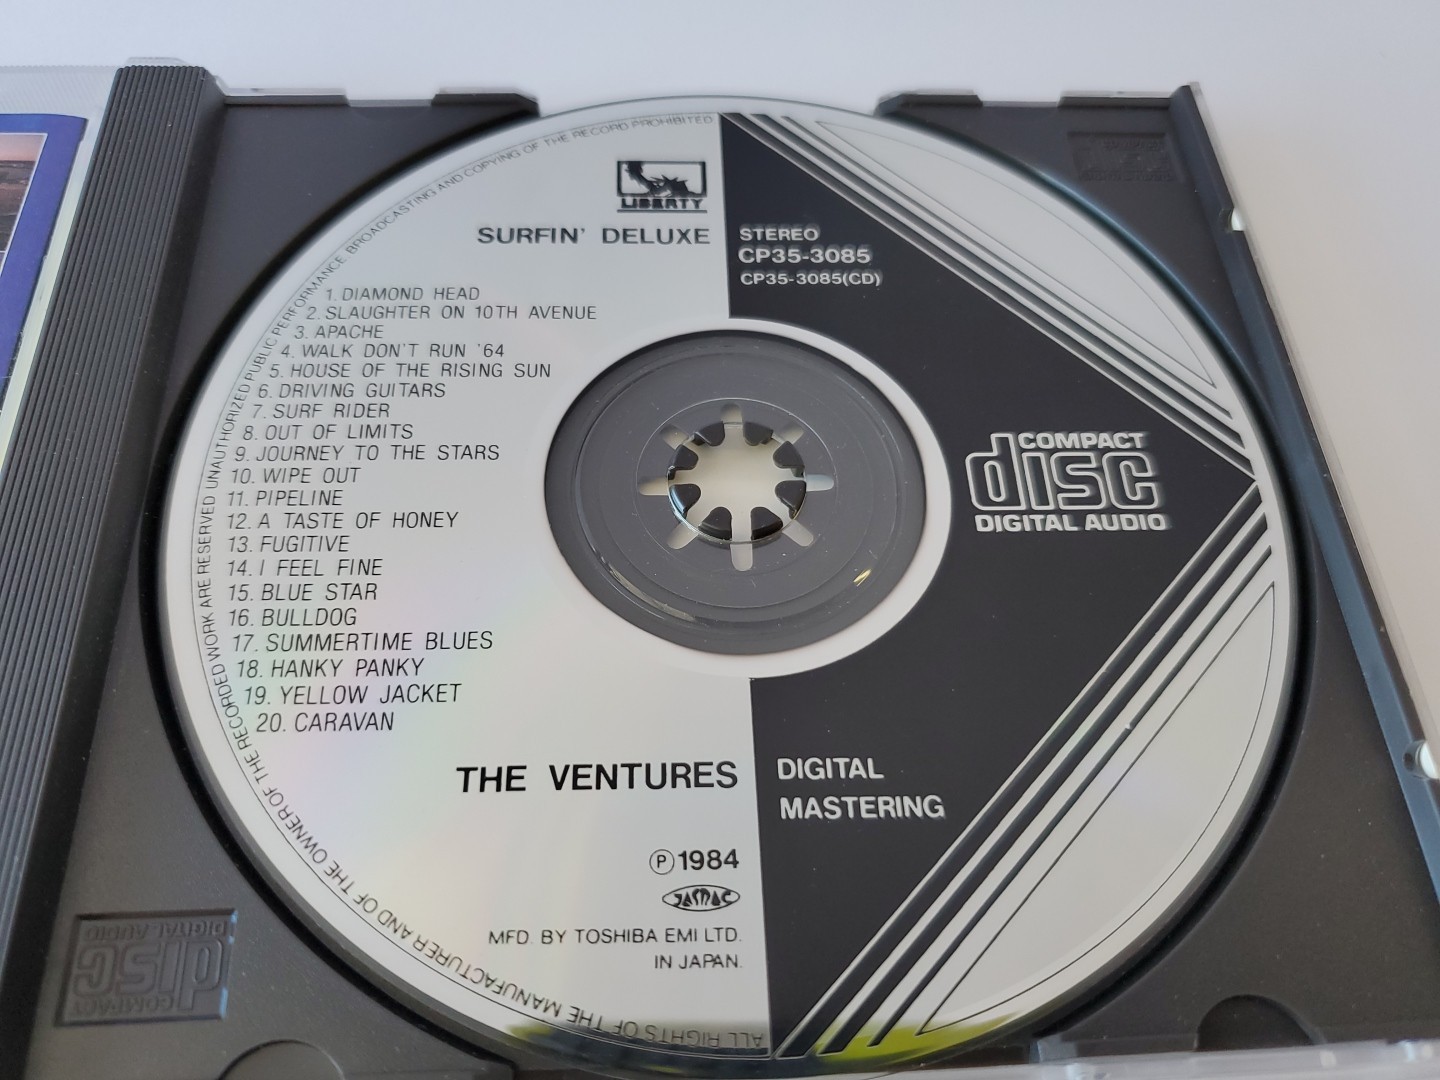 LIBERTY
SURFIN' DELUXE
STEREO
CP35-3085
CP35-3085(CD)
1. DIAMOND HEAD
2. SLAUGHTER ON 10TH AVENUE
3. APACHE
4. WALK DON'T RUN '64
5. HOUSE OF THE RISING SUN
6. DRIVING GUITARS
7. SURF RIDER
8. OUT OF LIMITS
9. JOURNEY TO THE STARS
10. WIPE OUT
11. PIPELINE
12. A TASTE OF HONEY
13. FUGITIVE
14. I FEEL FINE
15. BLUE STAR
16. BULLDOG
17. SUMMERTIME BLUES
18. HANKY PANKY
19. YELLOW JACKET
20. CARAVAN
COMPACT
disc
DIGITAL AUDIO
THE VENTURES
DIGITAL
MASTERING
Ⓟ1984
JASRAC
MFD. BY TOSHIBA EMI LTD.
IN JAPAN.
ALL RIGHTS OF THE MANUFACTURER AND OF THE OWNER OF THE RECORDED WORK ARE RESERVED UNAUTHORIZED PUBLIC PERFORMANCE, BROADCASTING AND COPYING OF THE RECORD PROHIBITED
COMPACT
disc
DIGITAL AUDIO